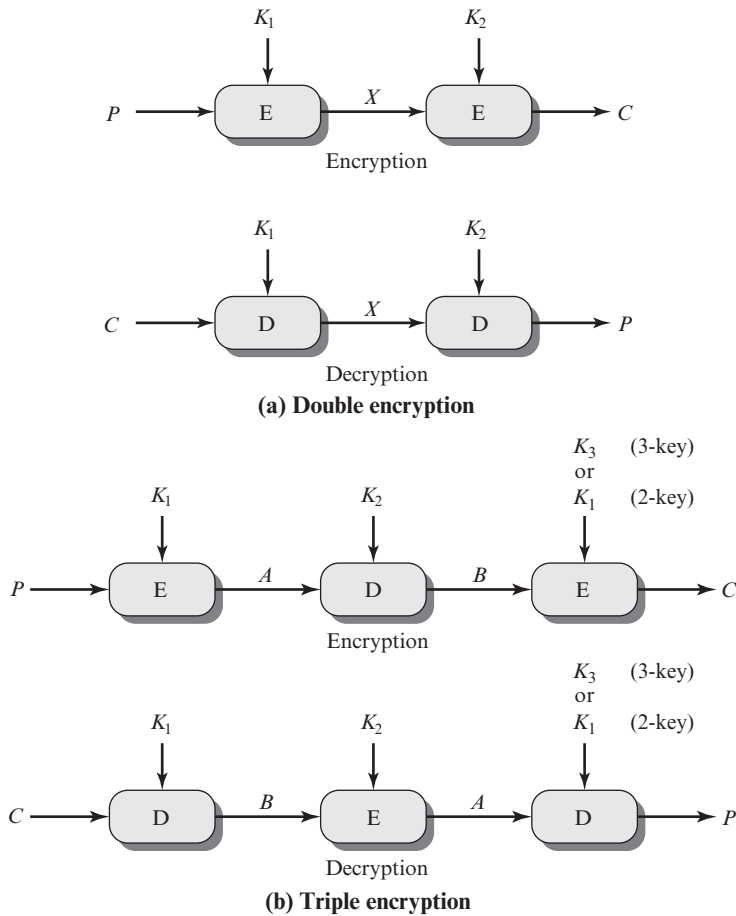 K1 K2
P E X E C
Encryption
K1 K2
C D X D P
Decryption
(a) Double encryption
K3 (3-key)
or
K1 K2 K1 (2-key)
P E A D B E C
Encryption
K3 (3-key)
or
K1 K2 K1 (2-key)
C D B E A D P
Decryption
(b) Triple encryption